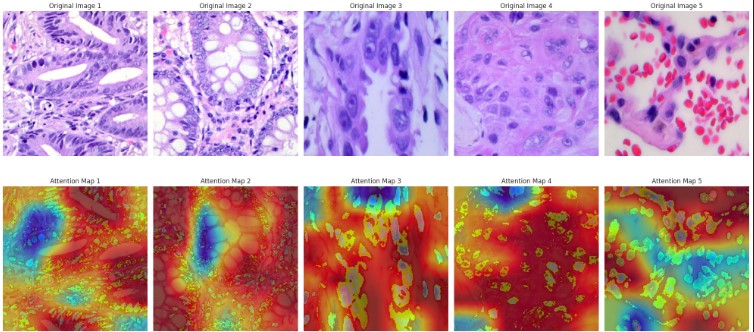 Original Image 1
Original Image 2
Original Image 3
Original Image 4
Original Image 5
Attention Map 1
Attention Map 2
Attention Map 3
Attention Map 4
Attention Map 5